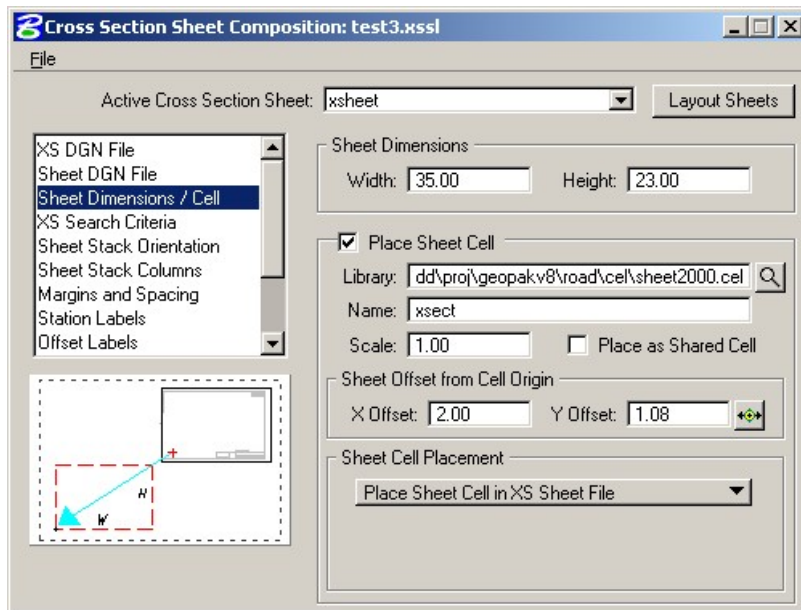 Cross Section Sheet Composition: test3.xssl
File
Active Cross Section Sheet: xsheet Layout Sheets
XS DGN File
Sheet DGN File
Sheet Dimensions / Cell
XS Search Criteria
Sheet Stack Orientation
Sheet Stack Columns
Margins and Spacing
Station Labels
Offset Labels
H
W
Sheet Dimensions
Width: 35.00 Height: 23.00
Place Sheet Cell
Library: dd\proj\geopakv8\road\cel\sheet2000.cel
Name: xsect
Scale: 1.00 Place as Shared Cell
Sheet Offset from Cell Origin
X Offset: 2.00 Y Offset: 1.08
Sheet Cell Placement
Place Sheet Cell in XS Sheet File